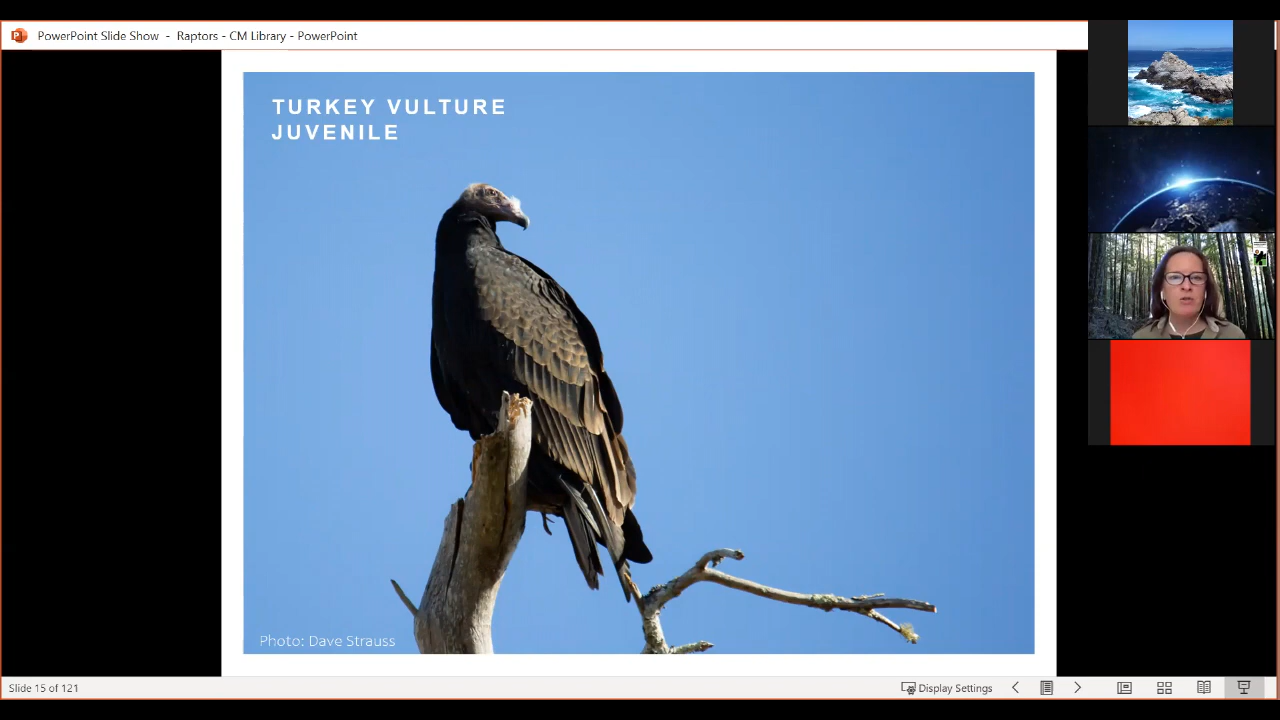 PowerPoint Slide Show - Raptors - CM Library - PowerPoint
TURKEY VULTURE
JUVENILE
Photo: Dave Strauss
Slide 15 of 121
Display Settings